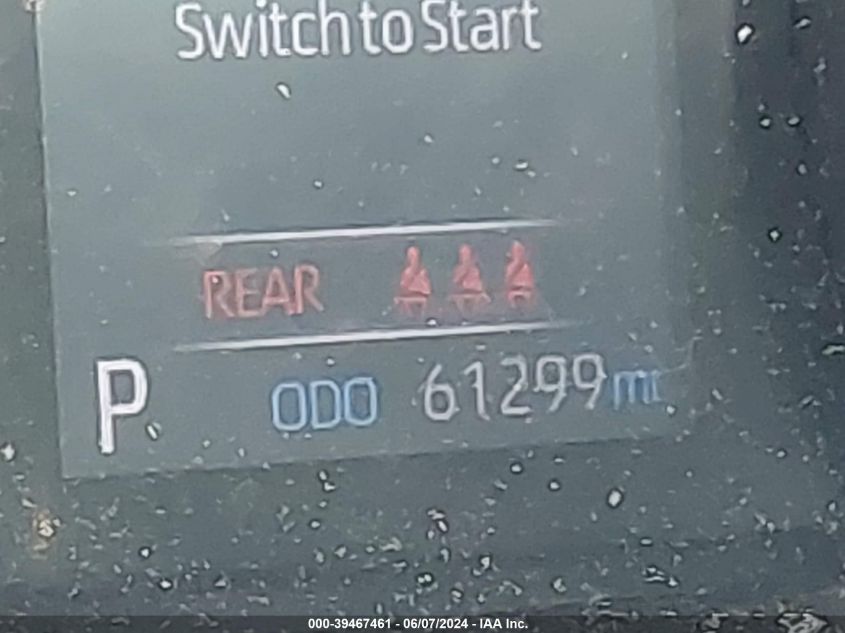 Switch to Start
REAR
P ODO 61299 mi
000-39467461 - 06/07/2024 - IAA Inc.